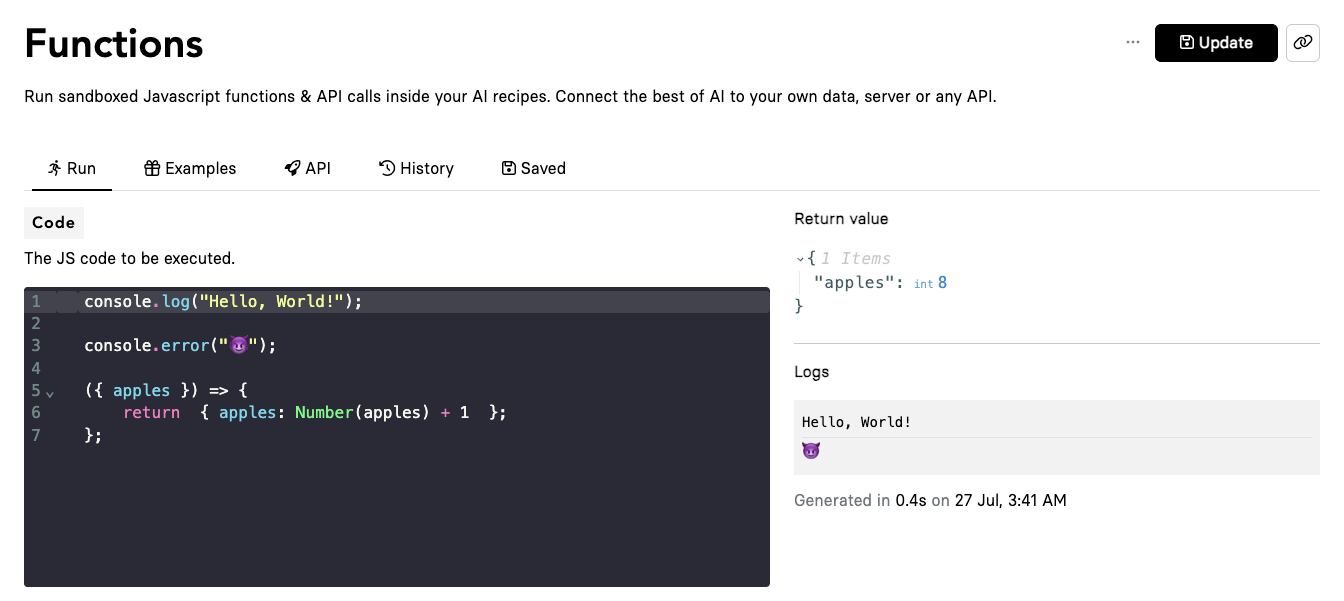 Functions
··· Update
Run sandboxed Javascript functions & API calls inside your AI recipes. Connect the best of AI to your own data, server or any API.
Run Examples API History Saved
Code
The JS code to be executed.
1 console.log("Hello, World!");
2
3 console.error("😈");
4
5 ({ apples }) => {
6 return { apples: Number(apples) + 1 };
7 };
Return value
{ 1 Items
"apples": int 8
}
Logs
Hello, World!
😈
Generated in 0.4s on 27 Jul, 3:41 AM